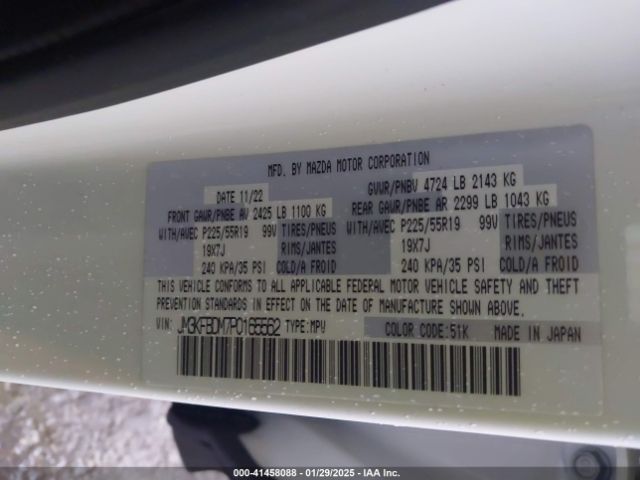 MFD. BY MAZDA MOTOR CORPORATION
DATE 11/22 GVWR/PNBV 4724 LB 2143 KG
FRONT GAWR/PNBE AV 2425 LB 1100 KG REAR GAWR/PNBE AR 2299 LB 1043 KG
WITH/AVEC P225/55R19 99V TIRES/PNEUS WITH/AVEC P225/55R19 99V TIRES/PNEUS
19X7J RIMS/JANTES 19X7J RIMS/JANTES
240 KPA/35 PSI COLD/A FROID 240 KPA/35 PSI COLD/A FROID
THIS VEHICLE CONFORMS TO ALL APPLICABLE FEDERAL MOTOR VEHICLE SAFETY AND THEFT
PREVENTION STANDARDS IN EFFECT ON THE DATE OF MANUFACTURE SHOWN ABOVE.
VIN: JM3KFBDM7P0165562 TYPE:MPV COLOR CODE:51K MADE IN JAPAN
000-41458088 - 01/29/2025 - IAA Inc.